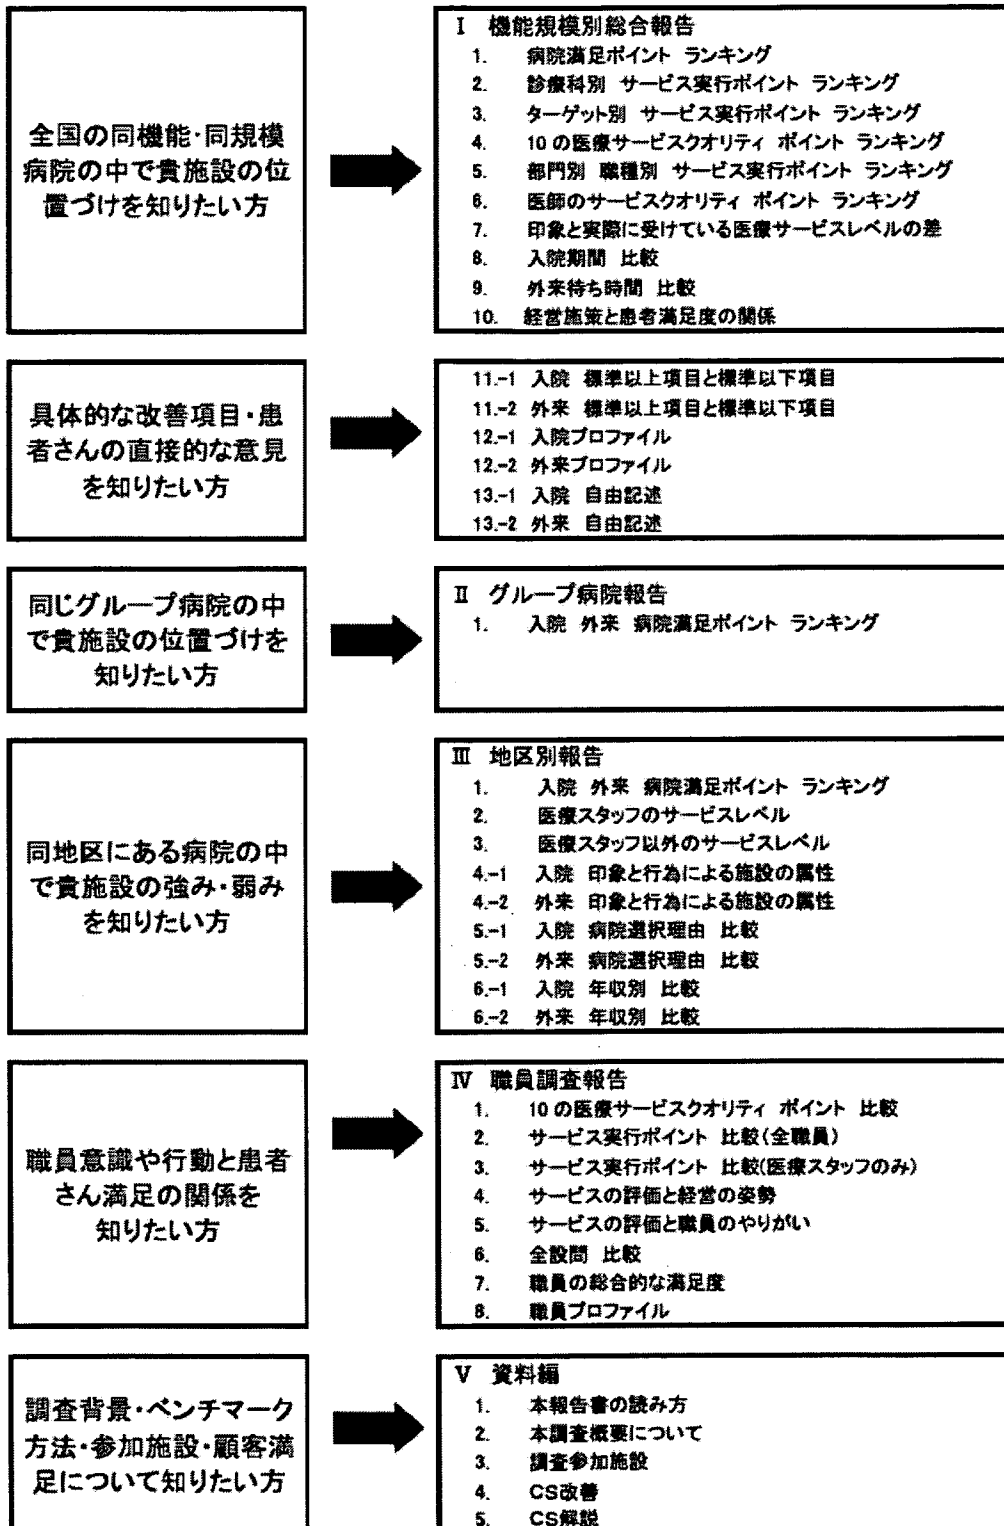 全国の同機能・同規模
病院の中で貴施設の位
置づけを知りたい方
Ⅰ 機能規模別総合報告
1. 病院満足ポイント ランキング
2. 診療科別 サービス実行ポイント ランキング
3. ターゲット別 サービス実行ポイント ランキング
4. 10の医療サービスクオリティ ポイント ランキング
5. 部門別 職種別 サービス実行ポイント ランキング
6. 医師のサービスクオリティ ポイント ランキング
7. 印象と実際に受けている医療サービスレベルの差
8. 入院期間 比較
9. 外来待ち時間 比較
10. 経営施策と患者満足度の関係
具体的な改善項目・患
者さんの直接的な意見
を知りたい方
11.-1 入院 標準以上項目と標準以下項目
11.-2 外来 標準以上項目と標準以下項目
12.-1 入院プロファイル
12.-2 外来プロファイル
13.-1 入院 自由記述
13.-2 外来 自由記述
同じグループ病院の中
で貴施設の位置づけを
知りたい方
Ⅱ グループ病院報告
1. 入院 外来 病院満足ポイント ランキング
同地区にある病院の中
で貴施設の強み・弱み
を知りたい方
Ⅲ 地区別報告
1. 入院 外来 病院満足ポイント ランキング
2. 医療スタッフのサービスレベル
3. 医療スタッフ以外のサービスレベル
4.-1 入院 印象と行為による施設の属性
4.-2 外来 印象と行為による施設の属性
5.-1 入院 病院選択理由 比較
5.-2 外来 病院選択理由 比較
6.-1 入院 年収別 比較
6.-2 外来 年収別 比較
職員意識や行動と患者
さん満足の関係を
知りたい方
Ⅳ 職員調査報告
1. 10の医療サービスクオリティ ポイント 比較
2. サービス実行ポイント 比較(全職員)
3. サービス実行ポイント 比較(医療スタッフのみ)
4. サービスの評価と経営の姿勢
5. サービスの評価と職員のやりがい
6. 全設問 比較
7. 職員の総合的な満足度
8. 職員プロファイル
調査背景・ベンチマーク
方法・参加施設・顧客満
足について知りたい方
Ⅴ 資料編
1. 本報告書の読み方
2. 本調査概要について
3. 調査参加施設
4. CS改善
5. CS解説